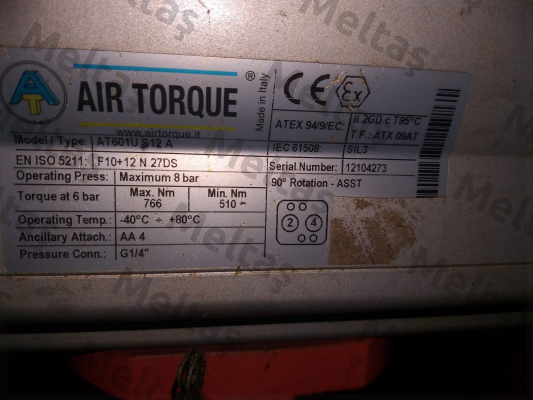 AT
AIR TORQUE ®
www.airtorque.it
Made in Italy
CE Ex
ATEX 94/9/EC: II 2GD c T95°C
T.F.: ATX 09AT
Model / Type: AT601U S12 A
IEC 61508: SIL3
EN ISO 5211: F10+12 N 27DS
Serial Number: 12104273
Operating Press: Maximum 8 bar
90° Rotation - ASST
Torque at 6 bar
Max. Nm Min. Nm
766 510
2 4
Operating Temp.: -40°C ÷ +80°C
Ancillary Attach.: AA 4
Pressure Conn.: G1/4"
Meltaş